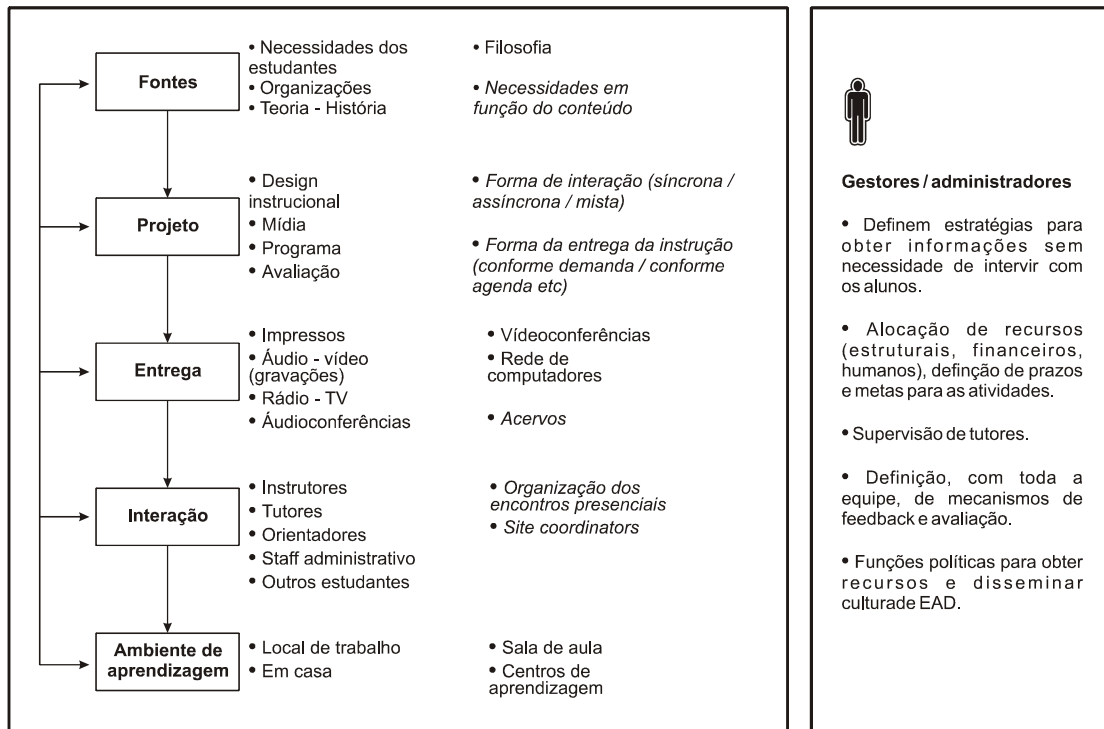 Fontes
• Necessidades dos
estudantes
• Organizações
• Teoria - História
• Filosofia
• Necessidades em
função do conteúdo
Projeto
• Design
instrucional
• Mídia
• Programa
• Avaliação
• Forma de interação (síncrona /
assíncrona / mista)
• Forma da entrega da instrução
(conforme demanda / conforme
agenda etc)
Entrega
• Impressos
• Áudio - vídeo
(gravações)
• Rádio - TV
• Áudioconferências
• Vídeoconferências
• Rede de
computadores
• Acervos
Interação
• Instrutores
• Tutores
• Orientadores
• Staff administrativo
• Outros estudantes
• Organização dos
encontros presenciais
• Site coordinators
Ambiente de
aprendizagem
• Local de trabalho
• Em casa
• Sala de aula
• Centros de
aprendizagem
Gestores / administradores
• Definem estratégias para
obter informações sem
necessidade de intervir com
os alunos.
• Alocação de recursos
(estruturais, financeiros,
humanos), definção de prazos
e metas para as atividades.
• Supervisão de tutores.
• Definição, com toda a
equipe, de mecanismos de
feedback e avaliação.
• Funções políticas para obter
recursos e disseminar
culturade EAD.